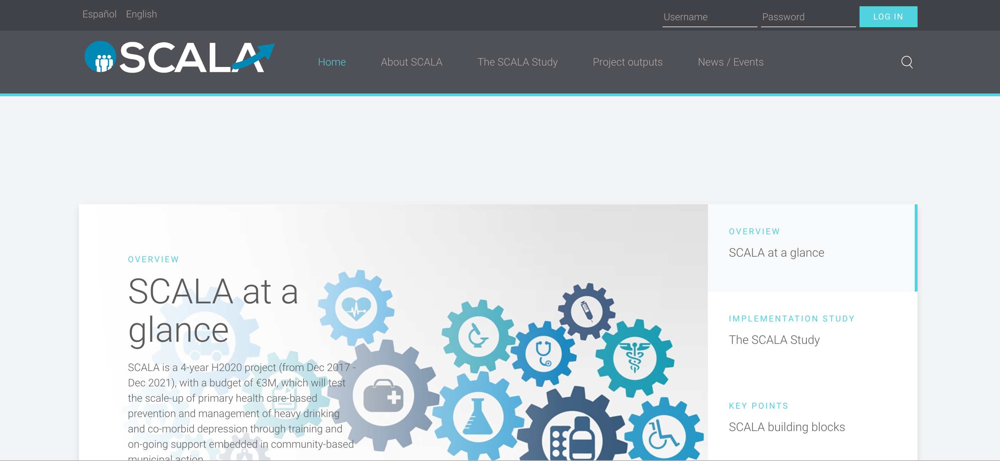 Español English
Username Password LOG IN
SCALA
Home About SCALA The SCALA Study Project outputs News / Events
OVERVIEW
SCALA at a
glance
SCALA is a 4-year H2020 project (from Dec 2017 -
Dec 2021), with a budget of €3M, which will test
the scale-up of primary health care-based
prevention and management of heavy drinking
and co-morbid depression through training and
on-going support embedded in community-based
municipal action
OVERVIEW
SCALA at a glance
IMPLEMENTATION STUDY
The SCALA Study
KEY POINTS
SCALA building blocks